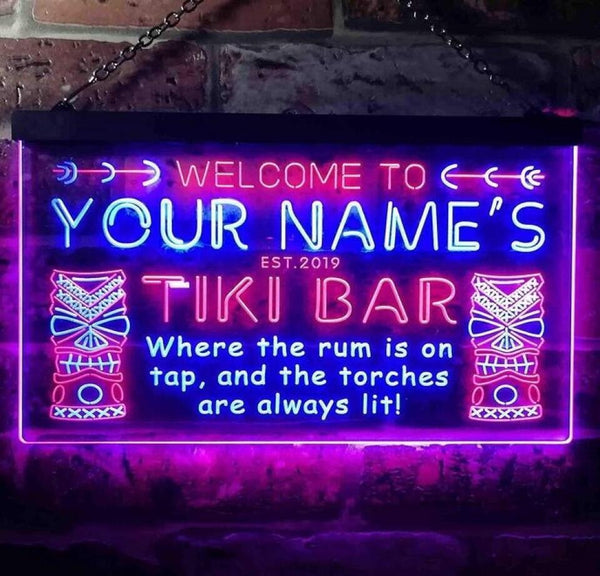 WELCOME TO
YOUR NAME'S
EST.2019
TIKI BAR
Where the rum is on
tap, and the torches
are always lit!